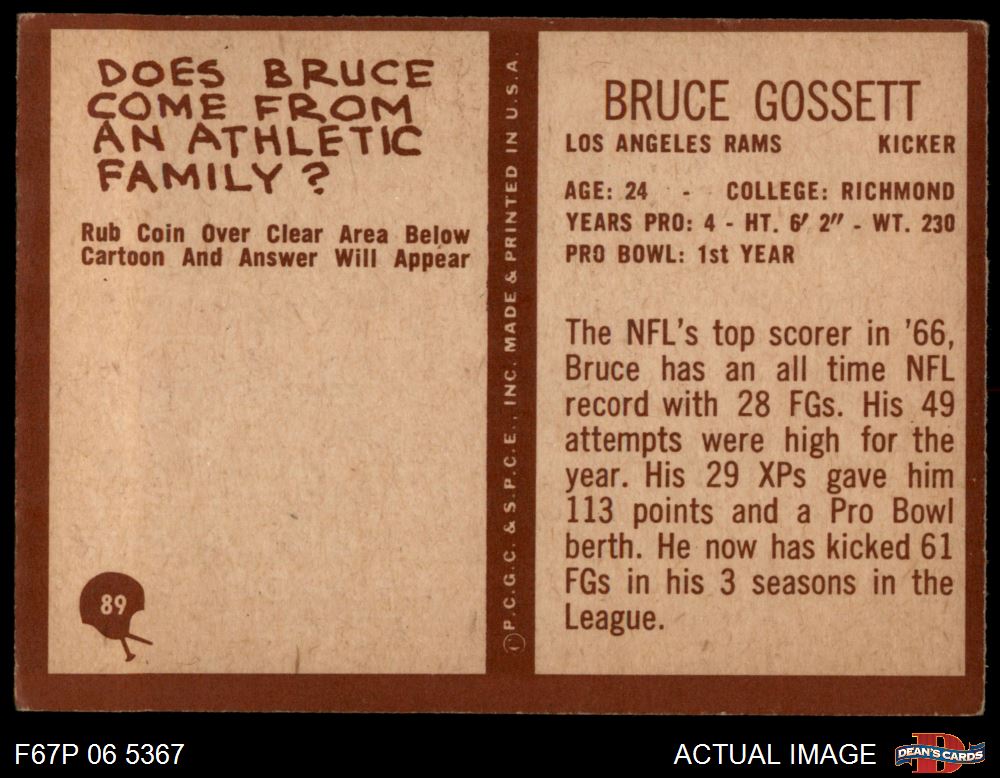 DOES BRUCE
COME FROM
AN ATHLETIC
FAMILY ?
Rub Coin Over Clear Area Below
Cartoon And Answer Will Appear
89
©P.C.G.C. & S.P.C.E., INC. MADE & PRINTED IN U.S.A.
BRUCE GOSSETT
LOS ANGELES RAMS KICKER
AGE: 24 - COLLEGE: RICHMOND
YEARS PRO: 4 - HT. 6' 2" - WT. 230
PRO BOWL: 1st YEAR
The NFL's top scorer in '66,
Bruce has an all time NFL
record with 28 FGs. His 49
attempts were high for the
year. His 29 XPs gave him
113 points and a Pro Bowl
berth. He now has kicked 61
FGs in his 3 seasons in the
League.
F67P 06 5367
ACTUAL IMAGE
D
DEAN'S CARDS